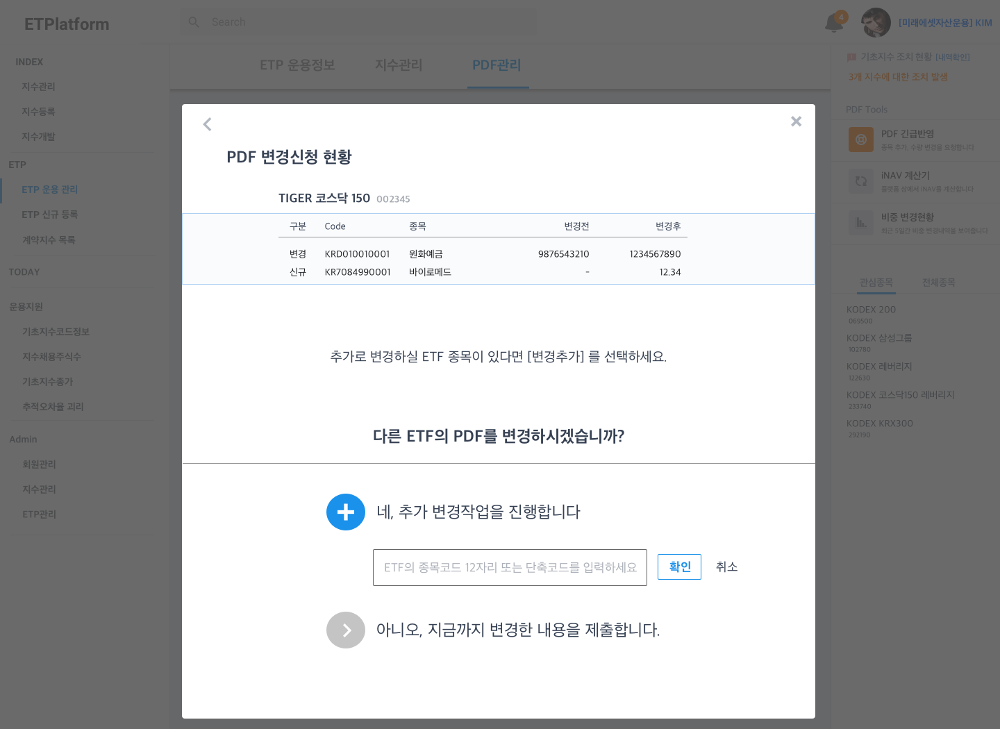 ETPlatform
Search
4
[미래에셋자산운용] KIM
INDEX
지수관리
지수등록
지수개발
ETP
ETP 운용 관리
ETP 신규 등록
계약지수 목록
TODAY
운용지원
기초지수코드정보
지수채용주식수
기초지수종가
추적오차율 괴리
Admin
회원관리
지수관리
ETP관리
ETP 운용정보
지수관리
PDF관리
PDF 변경신청 현황
TIGER 코스닥 150 002345
구분 Code 종목 변경전 변경후
변경 KRD010010001 원화예금 9876543210 1234567890
신규 KR7084990001 바이로메드 - 12.34
추가로 변경하실 ETF 종목이 있다면 [변경추가] 를 선택하세요.
다른 ETF의 PDF를 변경하시겠습니까?
네, 추가 변경작업을 진행합니다
ETF의 종목코드 12자리 또는 단축코드를 입력하세요
확인
취소
아니오, 지금까지 변경한 내용을 제출합니다.
기초지수 조치 현황 [내역확인]
3개 지수에 대한 조치 발생
PDF Tools
PDF 긴급반영
종목 추가, 수량 변경을 요청합니다
iNAV 계산기
플랫폼 상에서 iNAV를 계산합니다
비중 변경현황
최근 5일간 비중 변경내역을 보여줍니다
관심종목
전체종목
KODEX 200
069500
KODEX 삼성그룹
102780
KODEX 레버리지
122630
KODEX 코스닥150 레버리지
233740
KODEX KRX300
292190